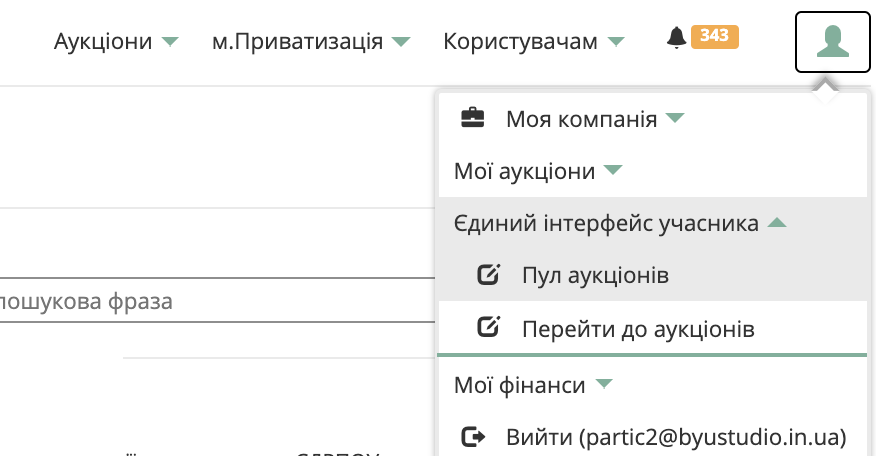 Аукціони м.Приватизація Користувачам 343
Моя компанія
Мої аукціони
Єдиний інтерфейс учасника
Пул аукціонів
пошукова фраза
Перейти до аукціонів
Мої фінанси
Вийти (partic2@byustudio.in.ua)